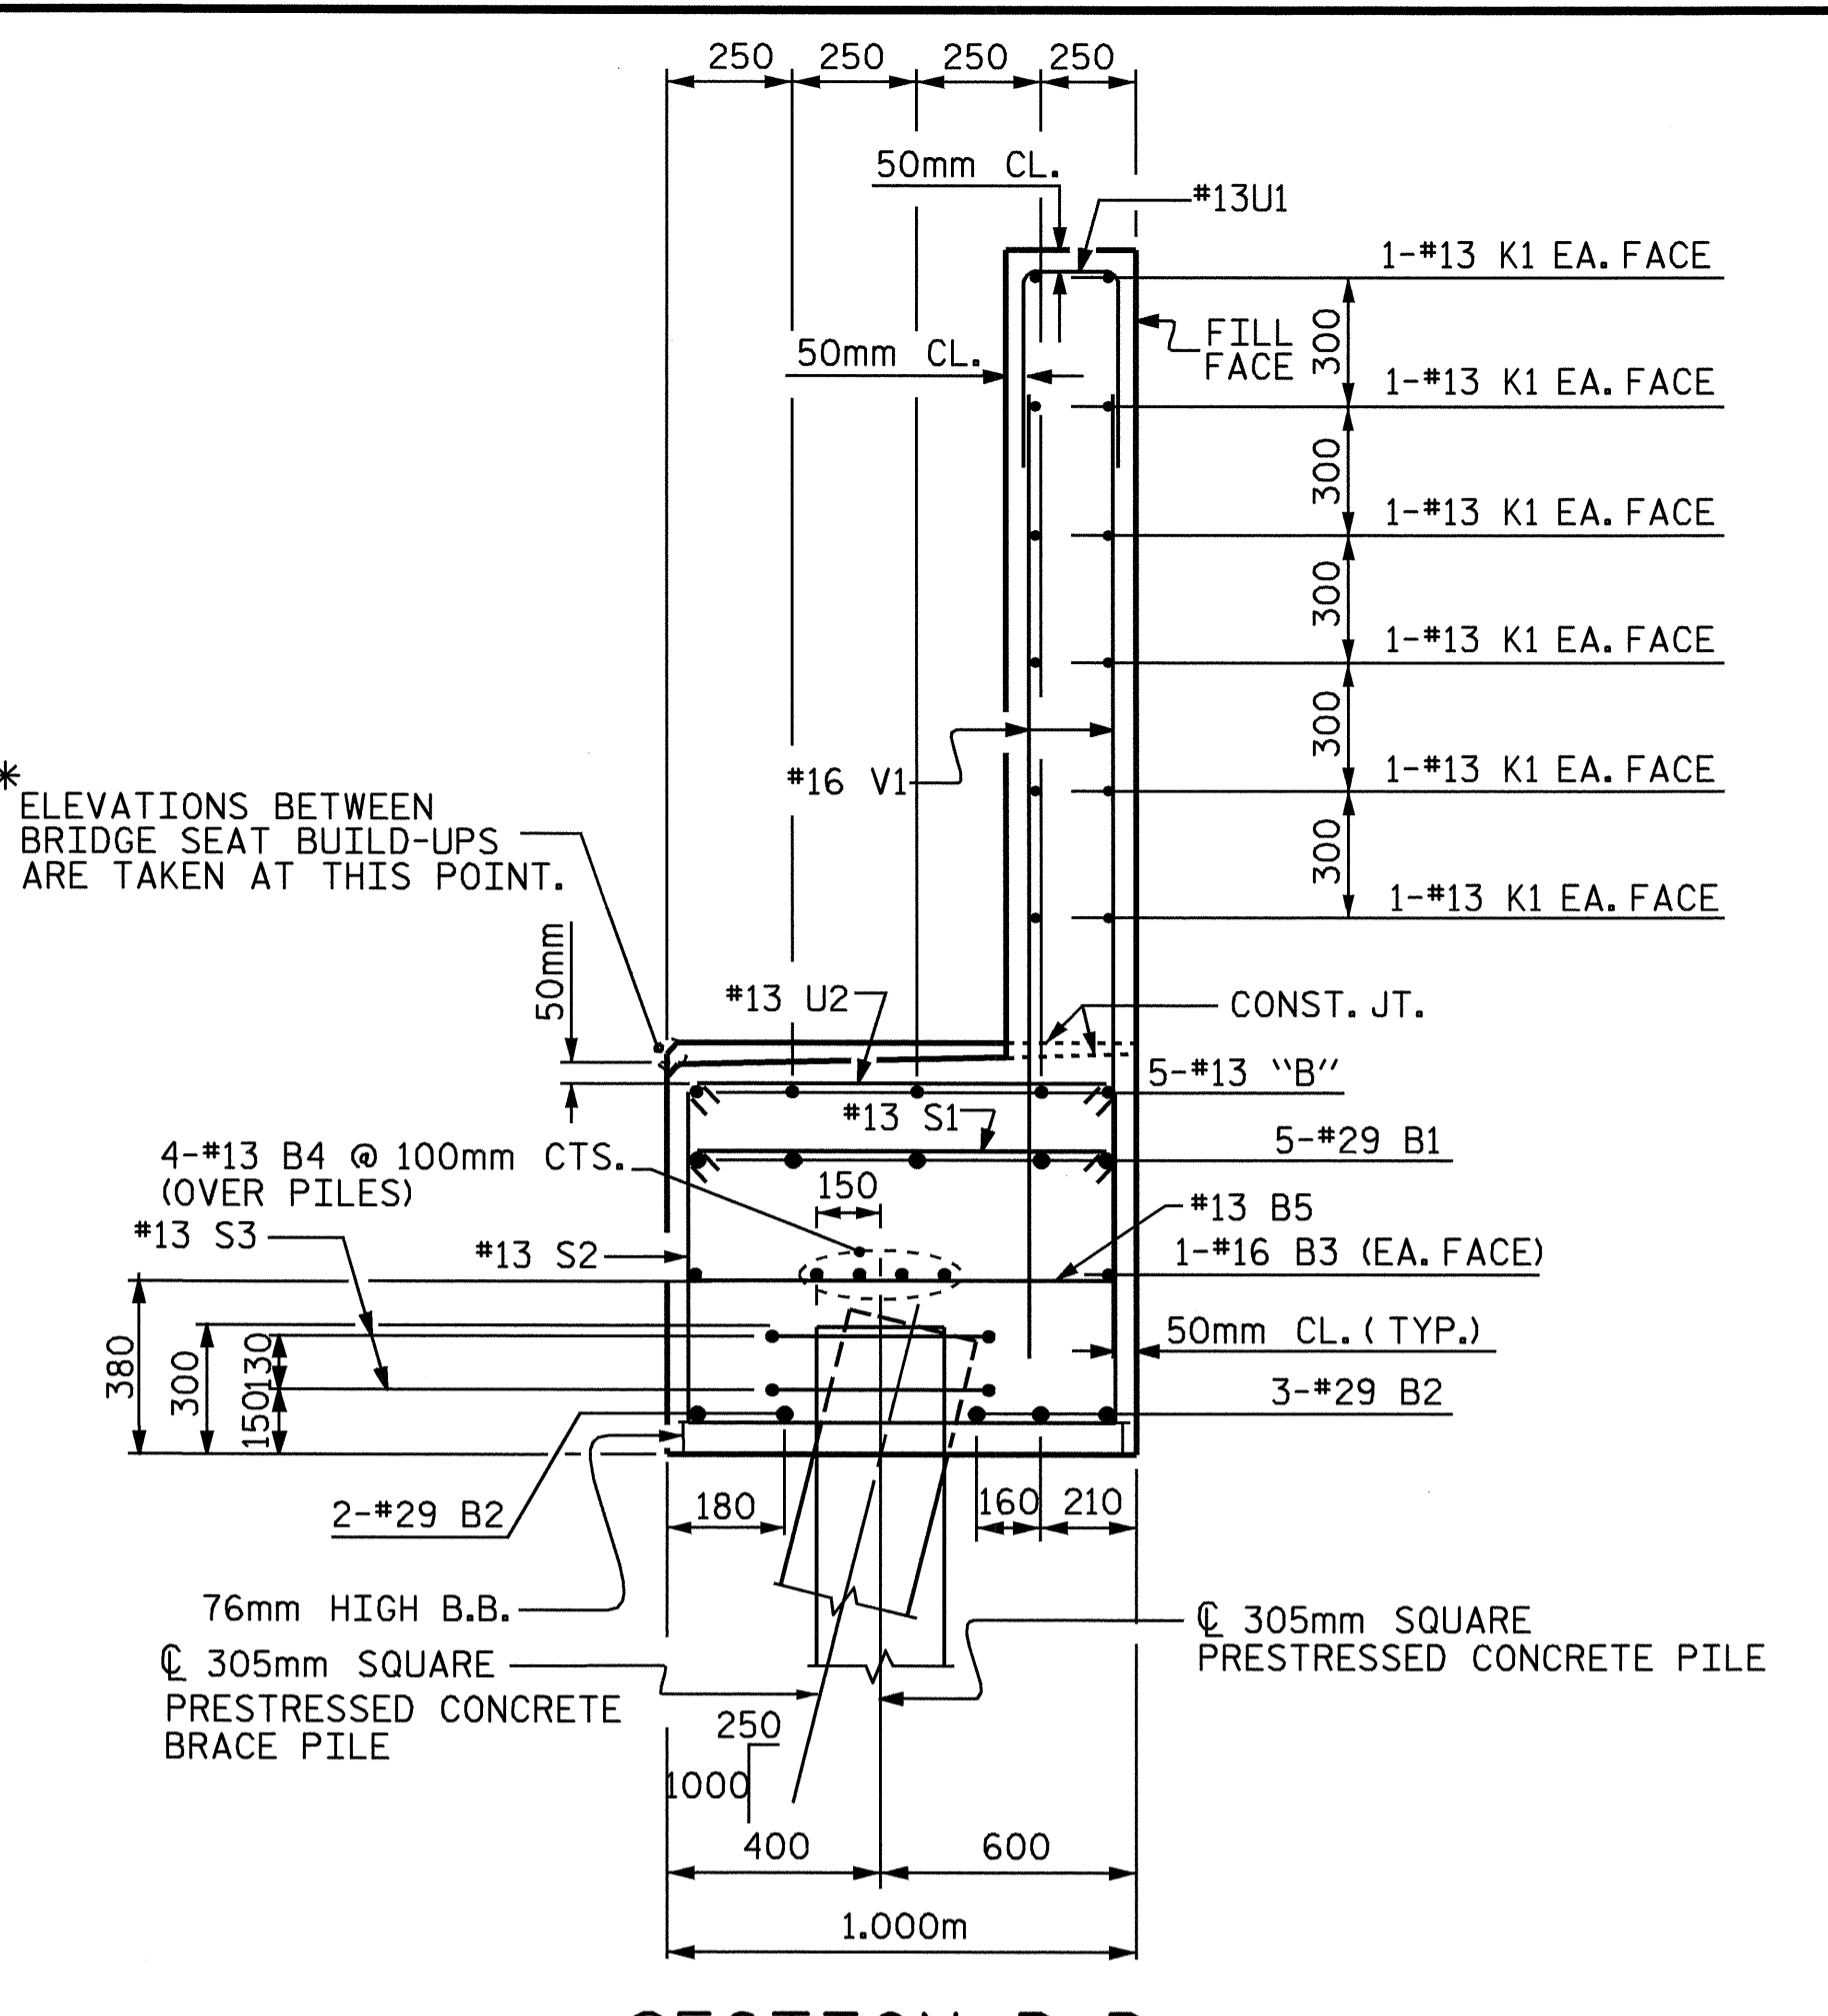 250 250 250 250
50mm CL.
#13U1
1-#13 K1 EA. FACE
300
FILL
FACE
50mm CL.
1-#13 K1 EA. FACE
300
1-#13 K1 EA. FACE
300
1-#13 K1 EA. FACE
300
#16 V1
1-#13 K1 EA. FACE
300
1-#13 K1 EA. FACE
*
ELEVATIONS BETWEEN
BRIDGE SEAT BUILD-UPS
ARE TAKEN AT THIS POINT.
50mm
#13 U2
CONST. JT.
5-#13 "B"
#13 S1
5-#29 B1
4-#13 B4 @ 100mm CTS.
(OVER PILES)
150
#13 S3
#13 S2
#13 B5
1-#16 B3 (EA. FACE)
50mm CL. (TYP.)
380
300
130
150
3-#29 B2
2-#29 B2
180
160
210
76mm HIGH B.B.
℄ 305mm SQUARE
PRESTRESSED CONCRETE
BRACE PILE
℄ 305mm SQUARE
PRESTRESSED CONCRETE PILE
250
1000
400
600
1.000m